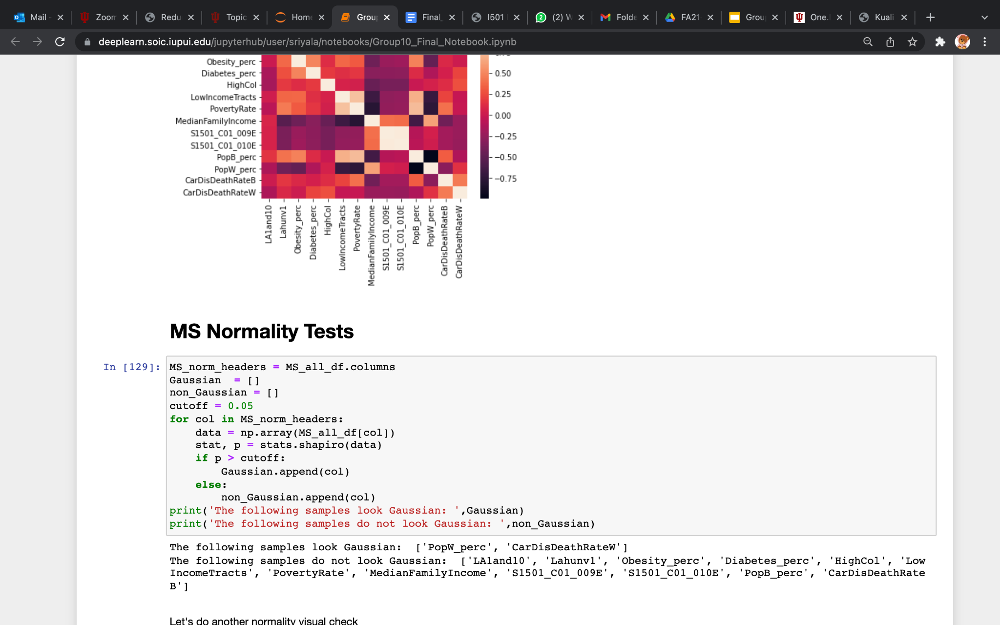 Mail -
Zoom
Redu
Topic
Home
Group
Final_
I501
(2) W
Folde
FA21-
Group
One.I
Kuali
deeplearn.soic.iupui.edu/jupyterhub/user/sriyala/notebooks/Group10_Final_Notebook.ipynb
Obesity_perc
Diabetes_perc
HighCol
LowIncomeTracts
PovertyRate
MedianFamilyIncome
S1501_C01_009E
S1501_C01_010E
PopB_perc
PopW_perc
CarDisDeathRateB
CarDisDeathRateW
0.50
0.25
0.00
−0.25
−0.50
−0.75
LA1and10
Lahunv1
Obesity_perc
Diabetes_perc
HighCol
LowIncomeTracts
PovertyRate
MedianFamilyIncome
S1501_C01_009E
S1501_C01_010E
PopB_perc
PopW_perc
CarDisDeathRateB
CarDisDeathRateW
MS Normality Tests
In [129]: MS_norm_headers = MS_all_df.columns
Gaussian  = []
non_Gaussian = []
cutoff = 0.05
for col in MS_norm_headers:
    data = np.array(MS_all_df[col])
    stat, p = stats.shapiro(data)
    if p > cutoff:
        Gaussian.append(col)
    else:
        non_Gaussian.append(col)
print('The following samples look Gaussian: ',Gaussian)
print('The following samples do not look Gaussian: ',non_Gaussian)
The following samples look Gaussian:  ['PopW_perc', 'CarDisDeathRateW']
The following samples do not look Gaussian:  ['LA1and10', 'Lahunv1', 'Obesity_perc', 'Diabetes_perc', 'HighCol', 'Low
IncomeTracts', 'PovertyRate', 'MedianFamilyIncome', 'S1501_C01_009E', 'S1501_C01_010E', 'PopB_perc', 'CarDisDeathRate
B']
Let's do another normality visual check